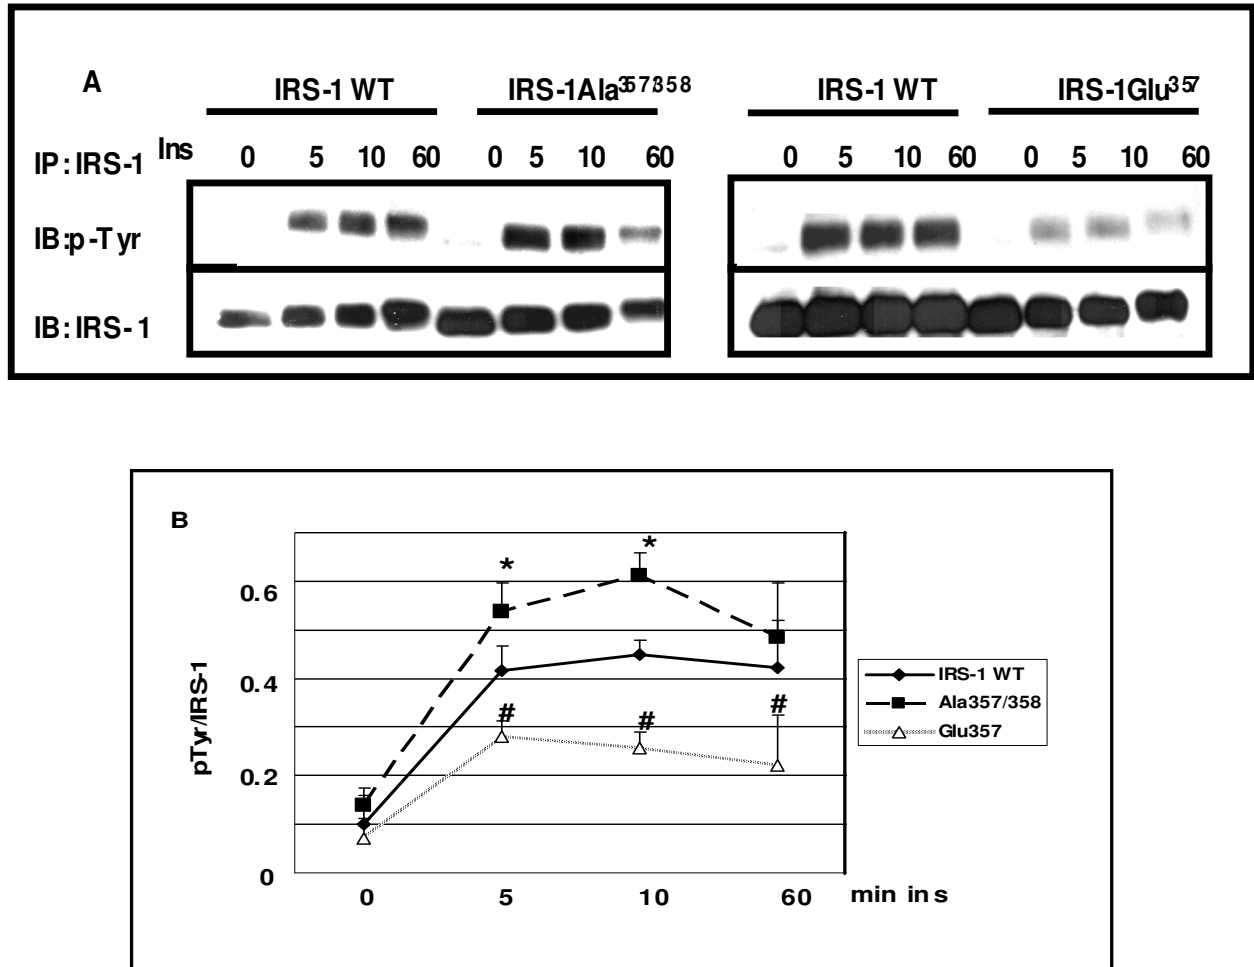 A
IRS-1 WT IRS-1Ala357/358 IRS-1 WT IRS-1Glu357
IP: IRS-1 Ins 0 5 10 60 0 5 10 60 0 5 10 60 0 5 10 60
IB:p-Tyr
IB: IRS-1
B
* *
0.6
0.4
0.2
0
pTyr/IRS-1
# # #
0 5 10 60 min ins
IRS-1 WT
Ala357/358
Glu357